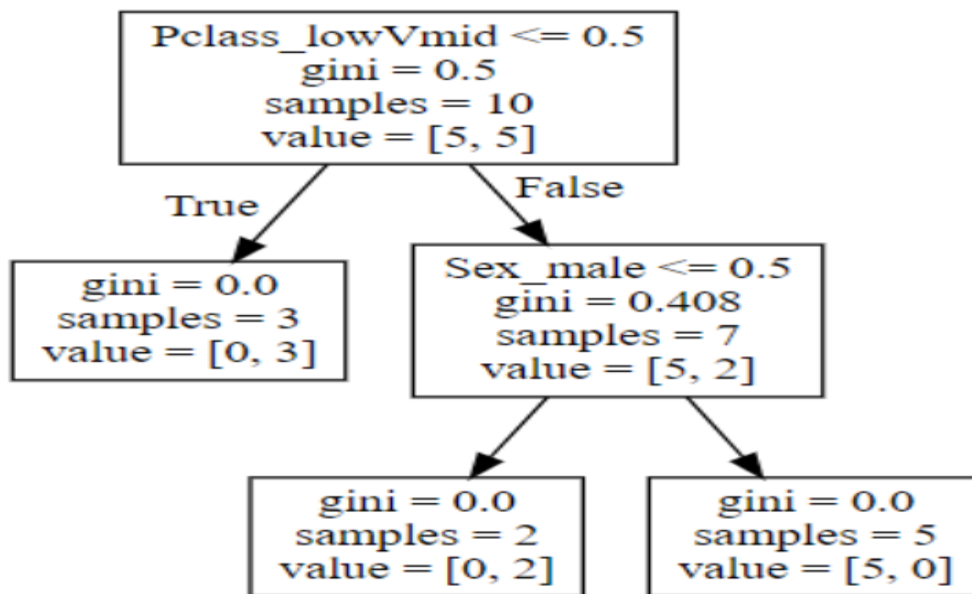 Pclass_lowVmid <= 0.5
gini = 0.5
samples = 10
value = [5, 5]
True
False
gini = 0.0
samples = 3
value = [0, 3]
Sex_male <= 0.5
gini = 0.408
samples = 7
value = [5, 2]
gini = 0.0
samples = 2
value = [0, 2]
gini = 0.0
samples = 5
value = [5, 0]